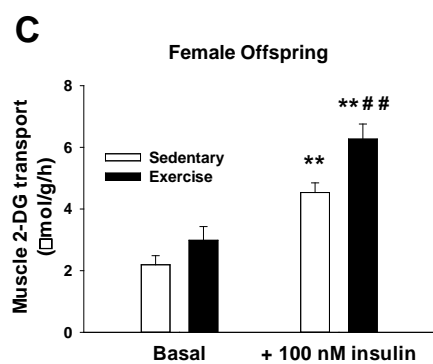 C
Female Offspring
Muscle 2-DG transport
(□mol/g/h)
8
6
4
2
0
Sedentary
Exercise
**
**##
Basal
+ 100 nM insulin